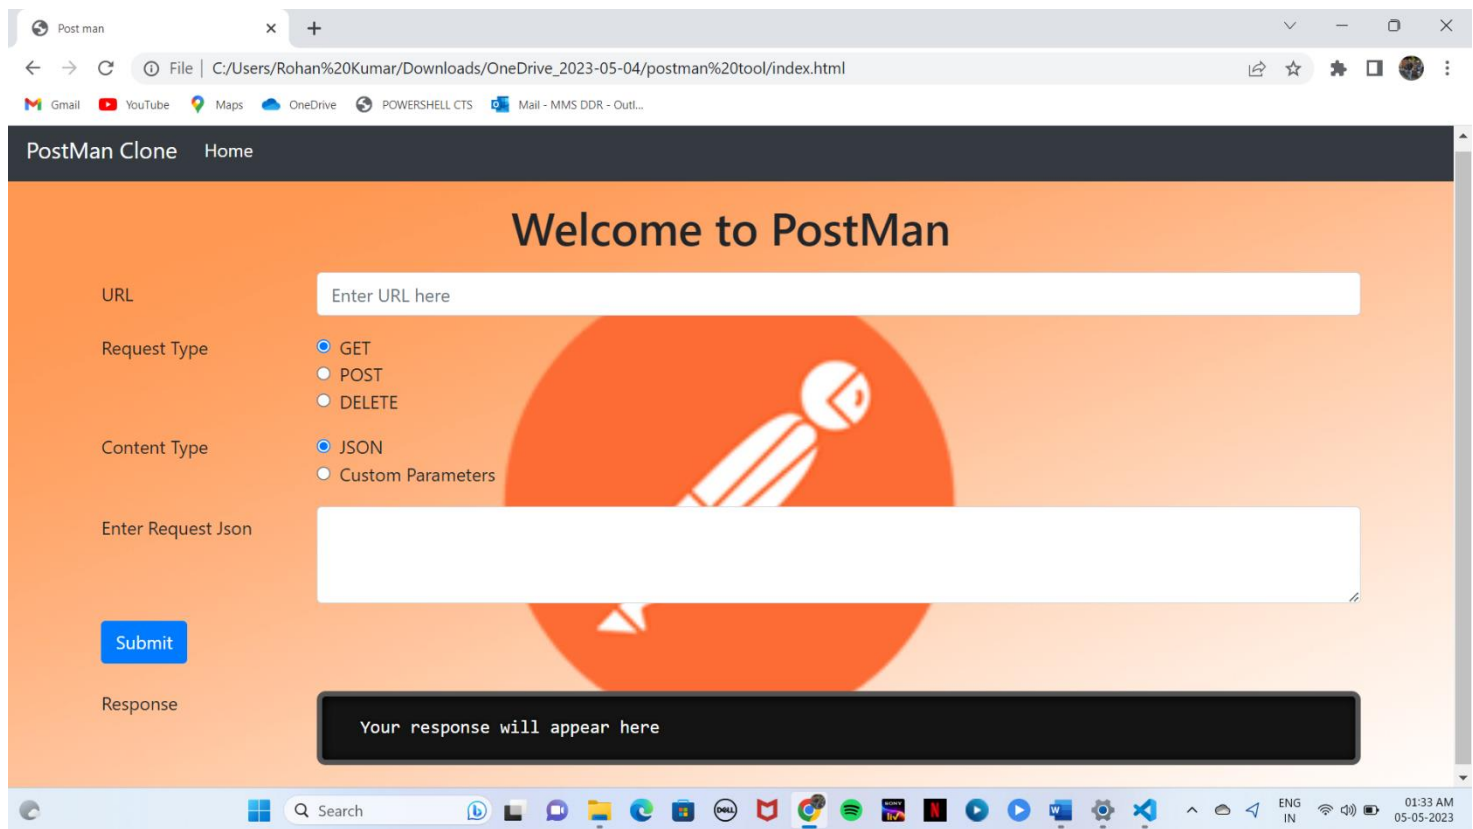 Post man
File | C:/Users/Rohan%20Kumar/Downloads/OneDrive_2023-05-04/postman%20tool/index.html
Gmail YouTube Maps OneDrive POWERSHELL CTS Mail - MMS DDR - Outl...
PostMan Clone Home
Welcome to PostMan
URL Enter URL here
Request Type GET
POST
DELETE
Content Type JSON
Custom Parameters
Enter Request Json
Submit
Response
Your response will appear here
Search DELL SONY liv N W ENG 01:33 AM
IN 05-05-2023